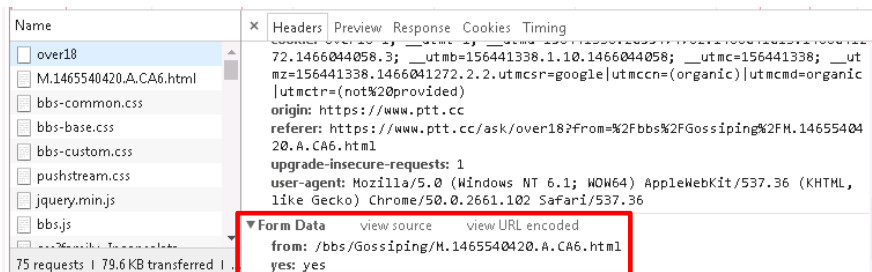 Name
× Headers Preview Response Cookies Timing
over18
M.1465540420.A.CA6.html
bbs-common.css
bbs-base.css
bbs-custom.css
pushstream.css
jquery.min.js
bbs.js
75 requests | 79.6 KB transferred | ...
72.1466044058.3; __utmb=156441338.1.10.1466044058; __utmc=156441338; __ut
mz=156441338.1466041272.2.2.utmcsr=google|utmccn=(organic)|utmcmd=organic
|utmctr=(not%20provided)
origin: https://www.ptt.cc
referer: https://www.ptt.cc/ask/over18?from=%2Fbbs%2FGossiping%2FM.14655404
20.A.CA6.html
upgrade-insecure-requests: 1
user-agent: Mozilla/5.0 (Windows NT 6.1; WOW64) AppleWebKit/537.36 (KHTML,
like Gecko) Chrome/50.0.2661.102 Safari/537.36
▼Form Data view source view URL encoded
from: /bbs/Gossiping/M.1465540420.A.CA6.html
yes: yes